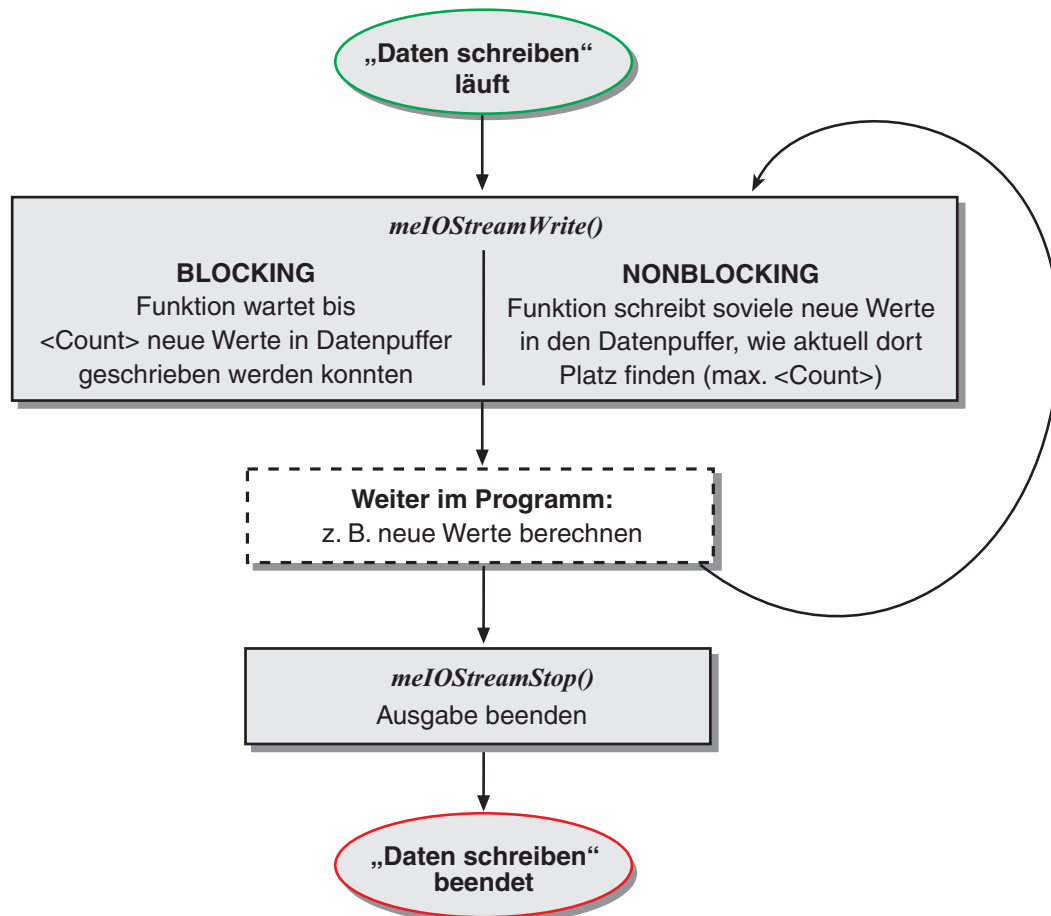 „Daten schreiben“
läuft
meIOStreamWrite()
BLOCKING
Funktion wartet bis
<Count> neue Werte in Datenpuffer
geschrieben werden konnten
NONBLOCKING
Funktion schreibt soviele neue Werte
in den Datenpuffer, wie aktuell dort
Platz finden (max. <Count>)
Weiter im Programm:
z. B. neue Werte berechnen
meIOStreamStop()
Ausgabe beenden
„Daten schreiben“
beendet